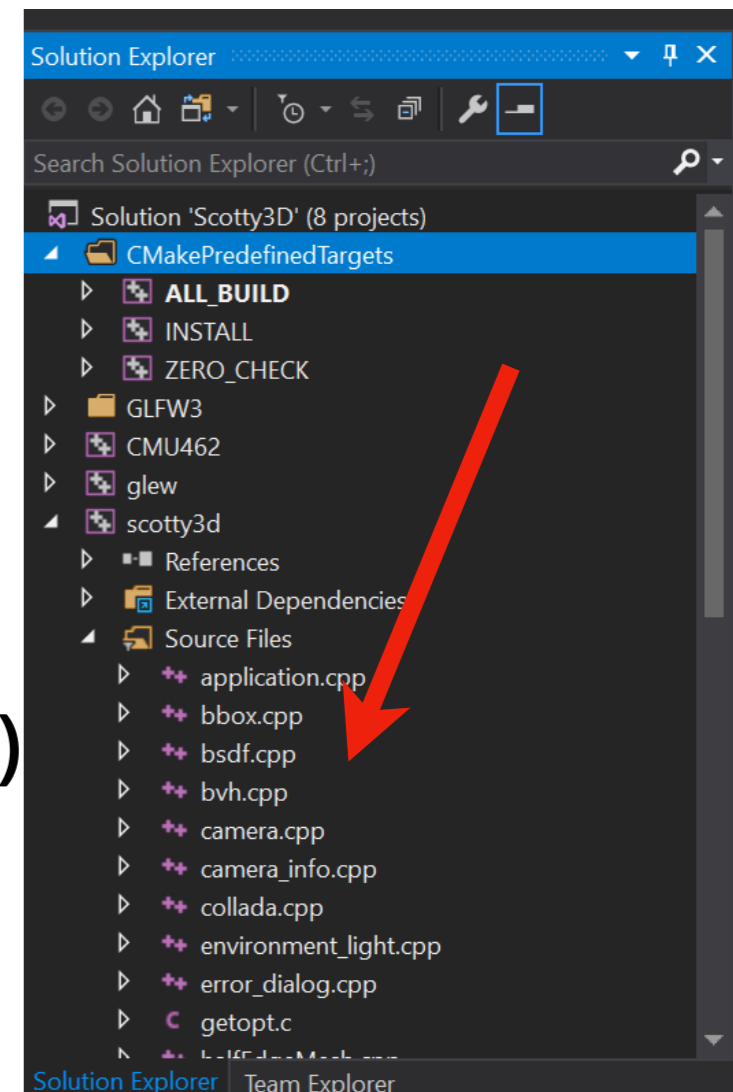 Solution Explorer
Search Solution Explorer (Ctrl+;)
Solution 'Scotty3D' (8 projects)
CMakePredefinedTargets
ALL_BUILD
INSTALL
ZERO_CHECK
GLFW3
CMU462
glew
scotty3d
References
External Dependencies
Source Files
application.cpp
bbox.cpp
)
bsdf.cpp
bvh.cpp
camera.cpp
camera_info.cpp
collada.cpp
environment_light.cpp
error_dialog.cpp
C getopt.c
halfEdgeMesh.cpp
Solution Explorer Team Explorer